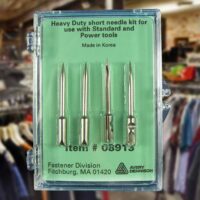 Heavy Duty short needle kit for
use with Standard and
Power tools
Made in Korea
Item # 08913
Fastener Division
Fitchburg, MA 01420
AVERY
DENNISON